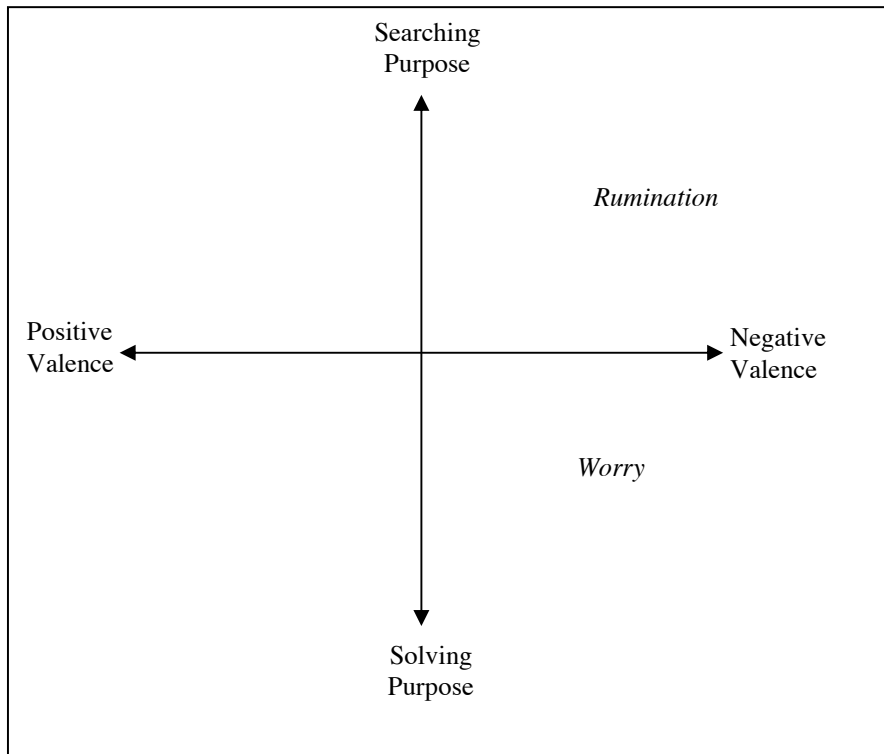 Searching
Purpose
Rumination
Positive
Valence
Negative
Valence
Worry
Solving
Purpose